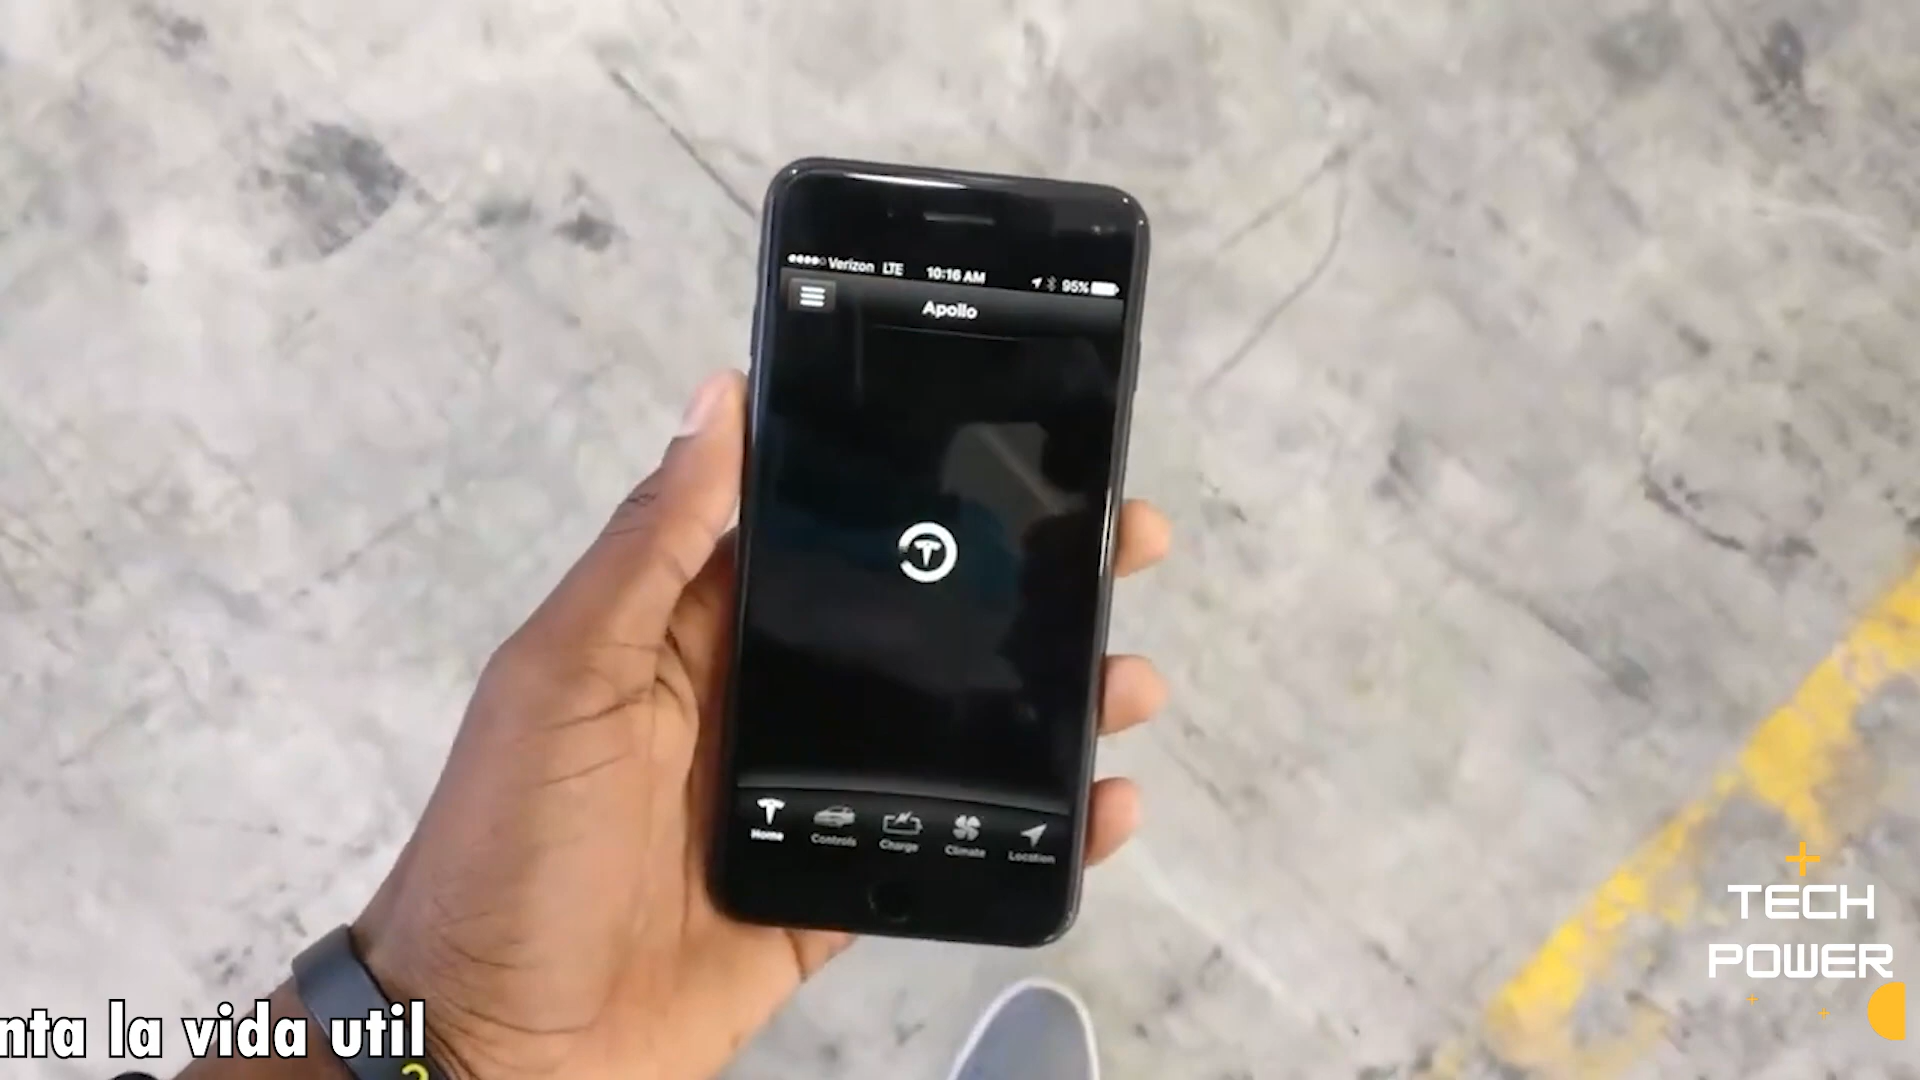 Verizon LTE 10:16 AM 95%
Apollo
Home Controls Charge Climate Location
TECH
POWER
nta la vida util